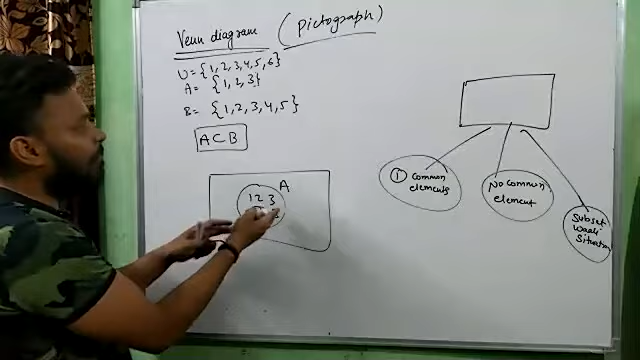 Venn diagram (pictograph)
U = {1,2,3,4,5,6}
A = {1,2,3}
B = {1,2,3,4,5}
A ⊂ B
A
1 2 3
① Common
elements
No Common
element
Subset
Waali
Situation